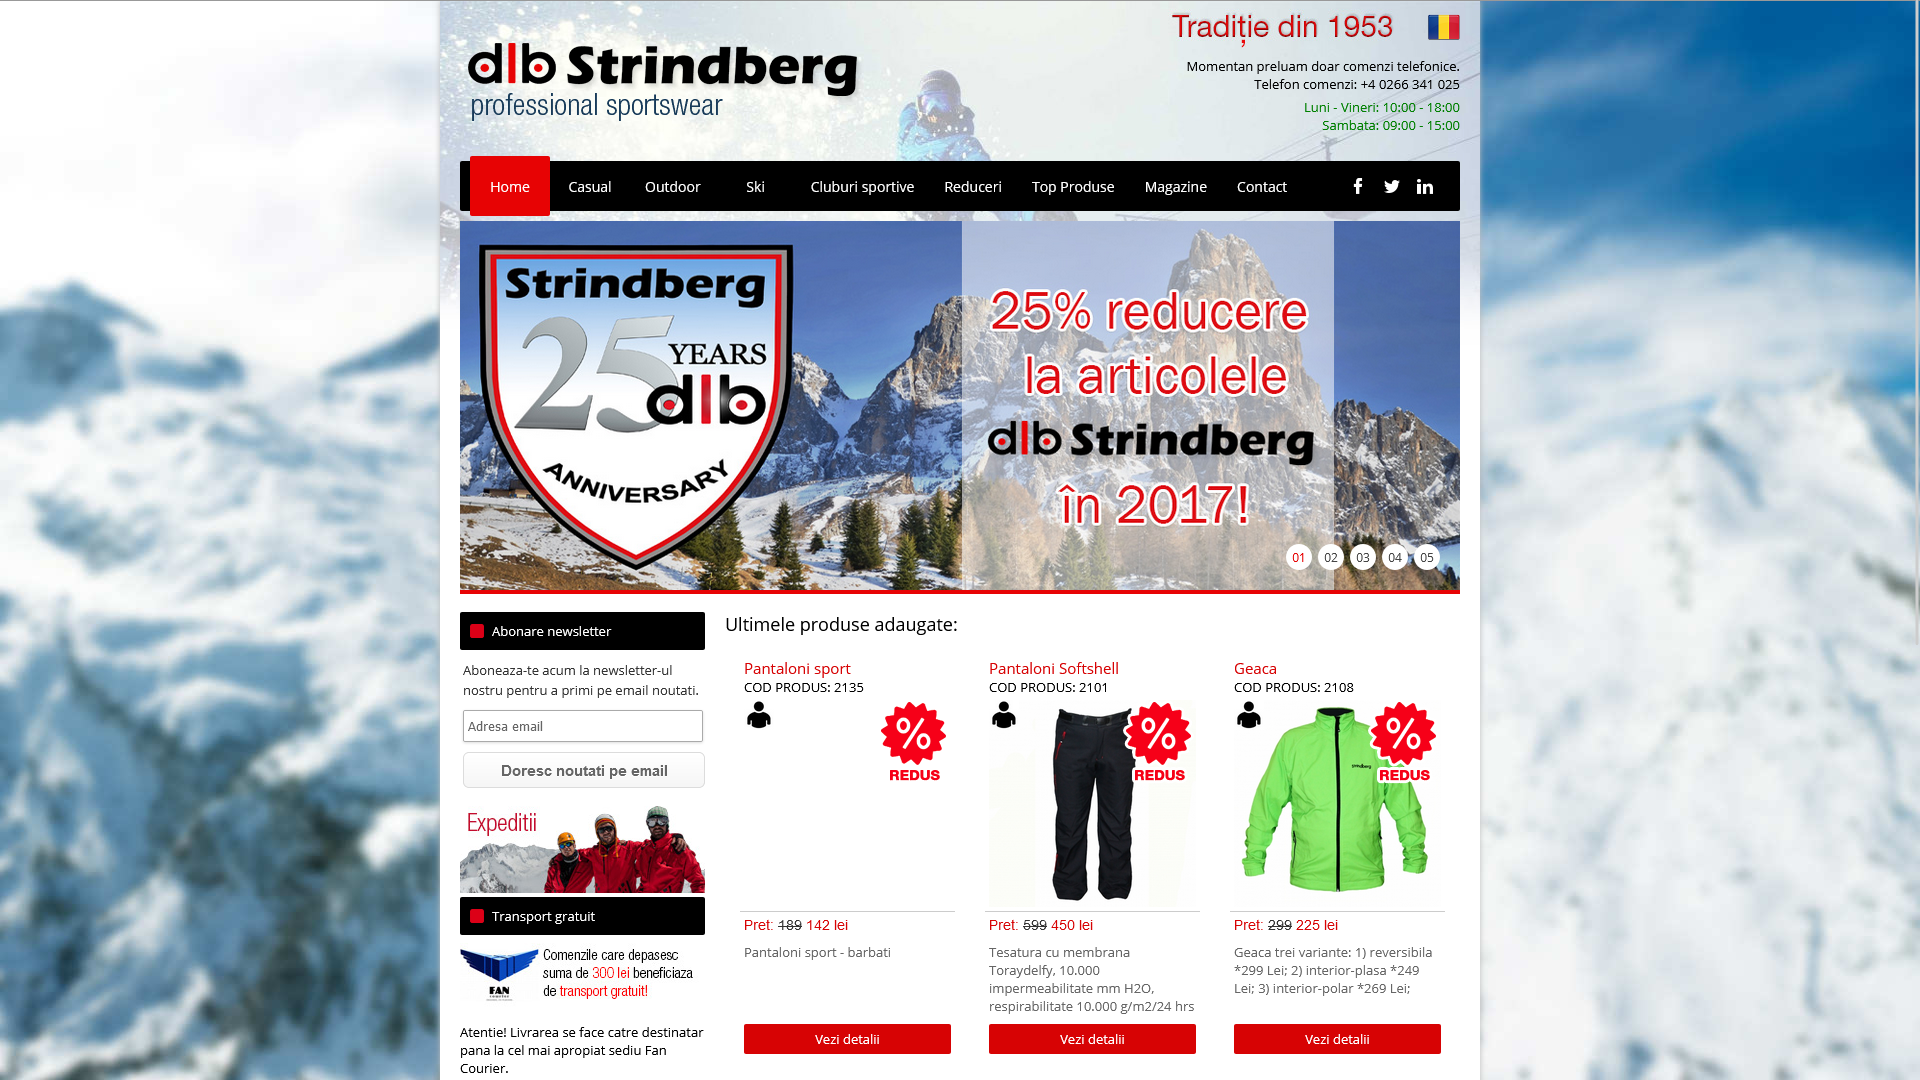 Tradiție din 1953
dlb Strindberg
professional sportswear
Momentan preluam doar comenzi telefonice.
Telefon comenzi: +4 0266 341 025
Luni - Vineri: 10:00 - 18:00
Sambata: 09:00 - 15:00
Home Casual Outdoor Ski Cluburi sportive Reduceri Top Produse Magazine Contact
Strindberg
25 YEARS
dlb
ANNIVERSARY
25% reducere
la articolele
dlb Strindberg
în 2017!
01 02 03 04 05
Abonare newsletter
Aboneaza-te acum la newsletter-ul
nostru pentru a primi pe email noutati.
Adresa email
Doresc noutati pe email
Expeditii
Transport gratuit
FAN
Comenzile care depasesc
suma de 300 lei beneficiaza
de transport gratuit!
Atentie! Livrarea se face catre destinatar
pana la cel mai apropiat sediu Fan
Courier.
Ultimele produse adaugate:
Pantaloni sport
COD PRODUS: 2135
%
REDUS
Pret: 189 142 lei
Pantaloni sport - barbati
Vezi detalii
Pantaloni Softshell
COD PRODUS: 2101
%
REDUS
Pret: 599 450 lei
Tesatura cu membrana
Toraydelfy, 10.000
impermeabilitate mm H2O,
respirabilitate 10.000 g/m2/24 hrs
Vezi detalii
Geaca
COD PRODUS: 2108
%
REDUS
strindberg
Pret: 299 225 lei
Geaca trei variante: 1) reversibila
*299 Lei; 2) interior-plasa *249
Lei; 3) interior-polar *269 Lei;
Vezi detalii